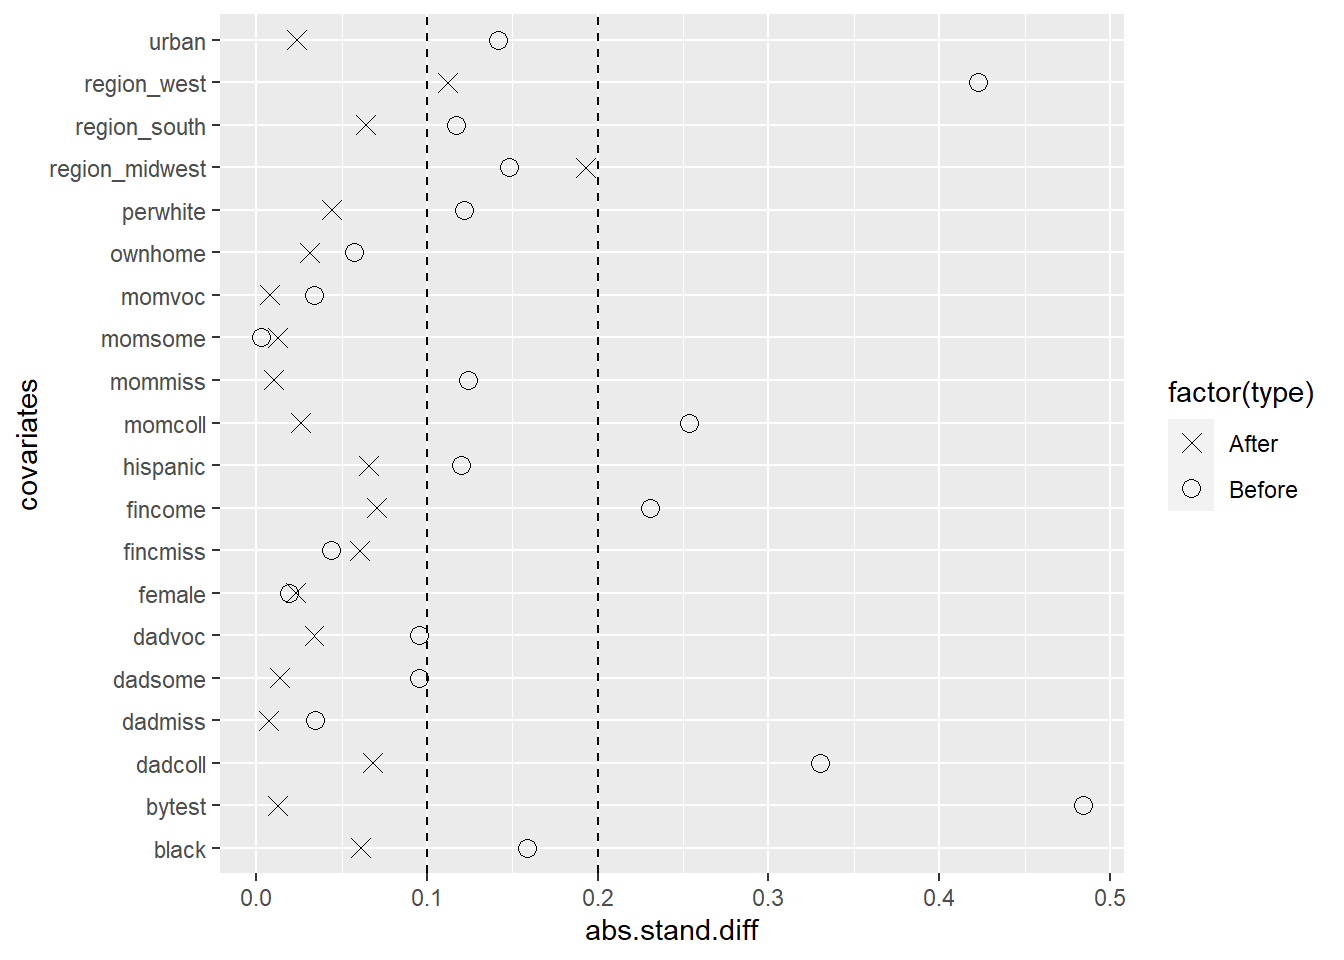 urban
region_west
region_south
region_midwest
perwhite
ownhome
momvoc
momsome
mommiss
momcoll
hispanic
fincome
fincmiss
female
dadvoc
dadsome
dadmiss
dadcoll
bytest
black
covariates
0.0 0.1 0.2 0.3 0.4 0.5
abs.stand.diff
factor(type)
After
Before